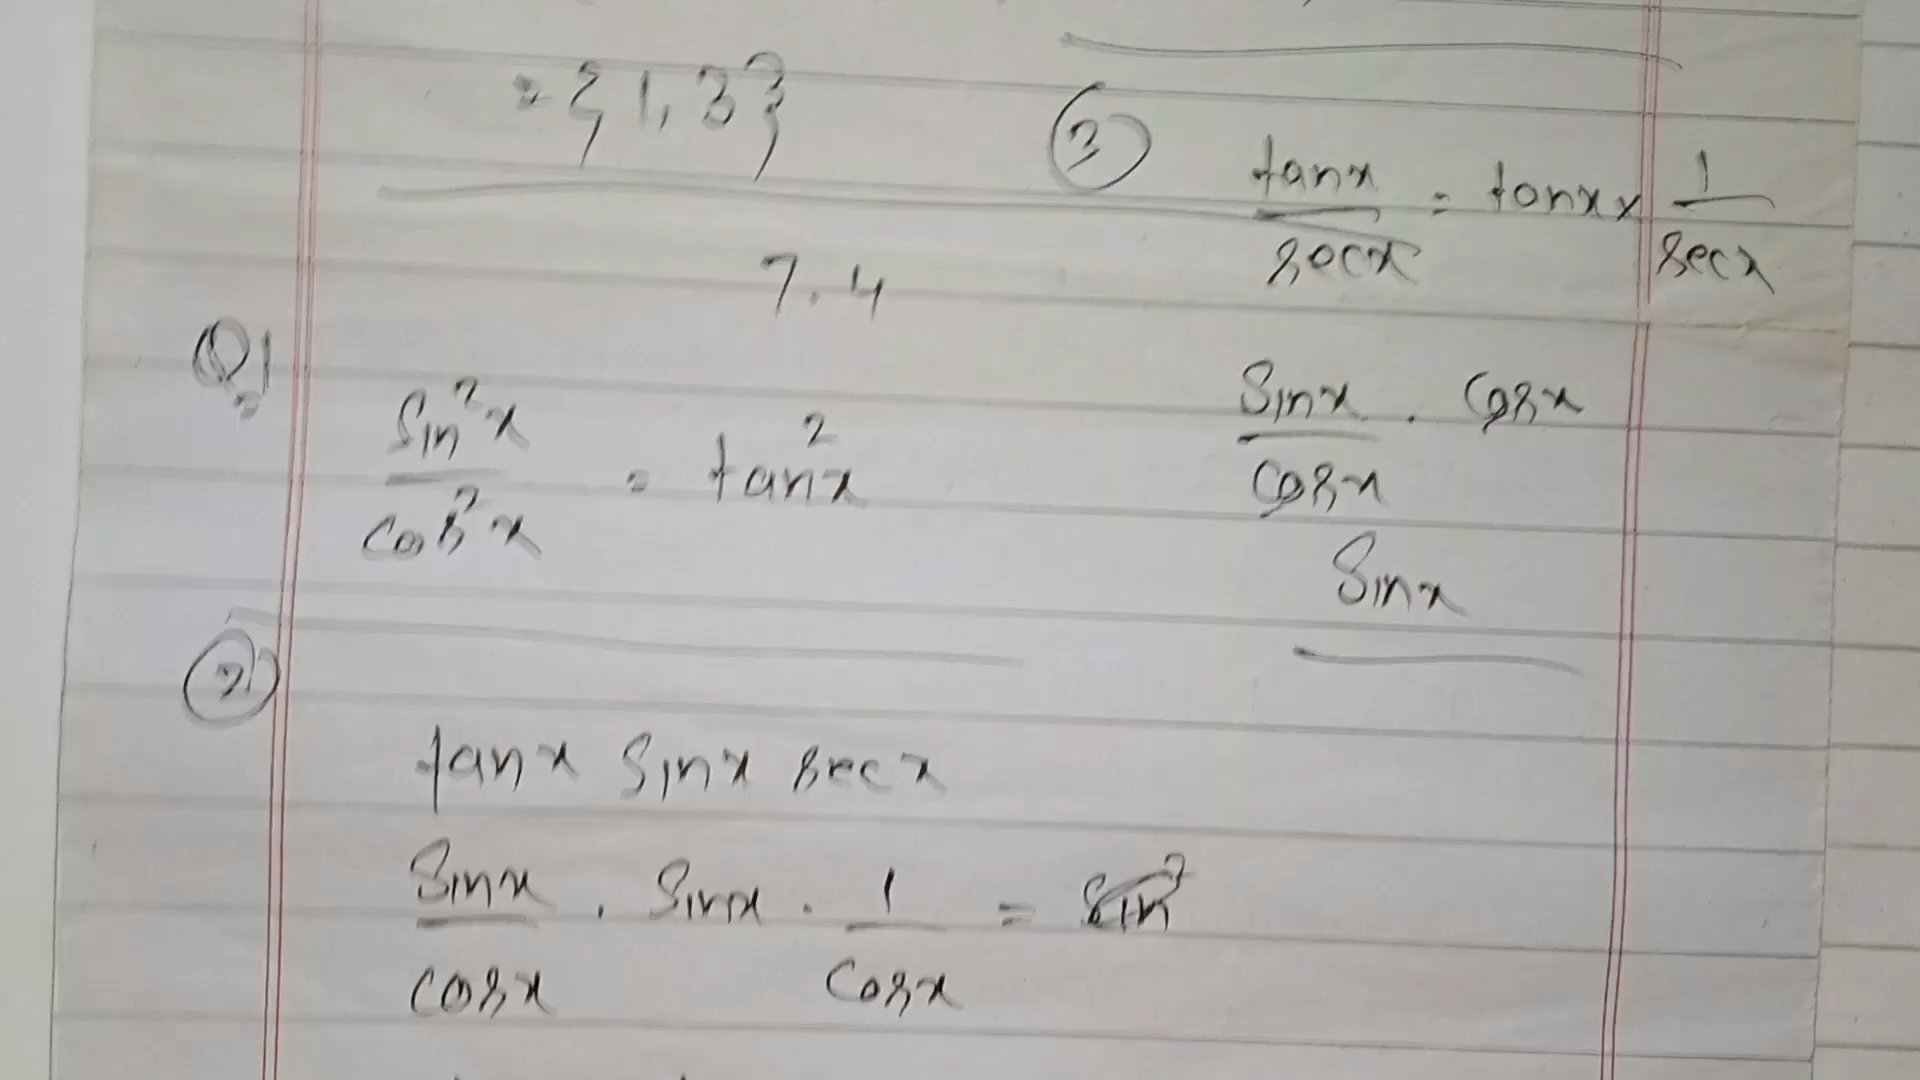 = {1, 3}
7.4
Q1
sin²x / cos²x = tan²x
(2)
tanx sinx secx
sinx / cosx . sinx . 1 / cosx = sin²
(3)
tanx / secx = tanx × 1 / secx
sinx / cosx . cosx
sinx